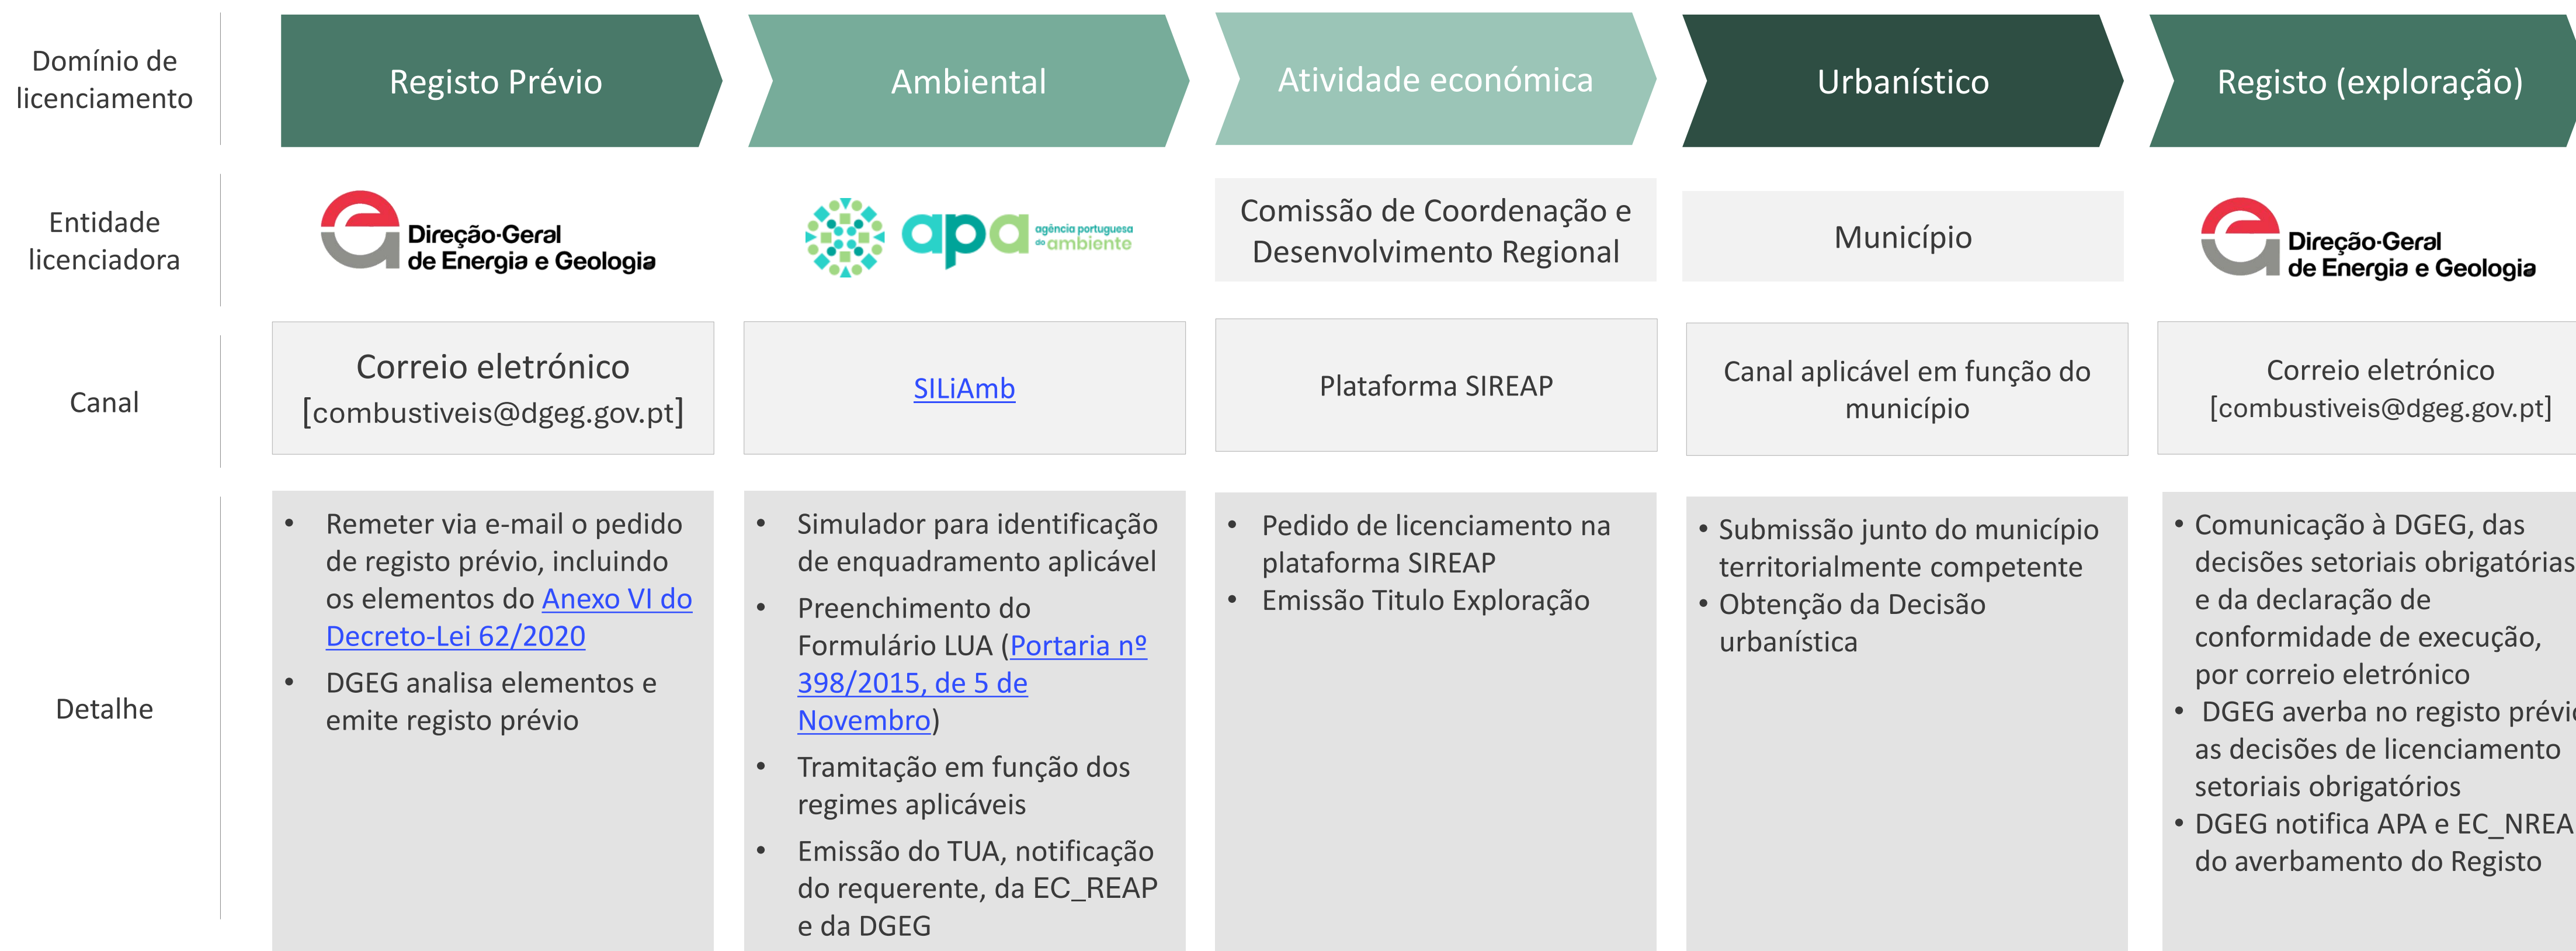 Domínio de
licenciamento
Registo Prévio
Ambiental
Atividade económica
Urbanístico
Registo (exploração)
Entidade
licenciadora
Direção-Geral
de Energia e Geologia
apa
agência portuguesa
do ambiente
Comissão de Coordenação e
Desenvolvimento Regional
Município
Direção-Geral
de Energia e Geologia
Canal
Correio eletrónico
[combustiveis@dgeg.gov.pt]
SILiAmb
Plataforma SIREAP
Canal aplicável em função do
município
Correio eletrónico
[combustiveis@dgeg.gov.pt]
Detalhe
• Remeter via e-mail o pedido
de registo prévio, incluindo
os elementos do Anexo VI do
Decreto-Lei 62/2020
• DGEG analisa elementos e
emite registo prévio
• Simulador para identificação
de enquadramento aplicável
• Preenchimento do
Formulário LUA (Portaria nº
398/2015, de 5 de
Novembro)
• Tramitação em função dos
regimes aplicáveis
• Emissão do TUA, notificação
do requerente, da EC_REAP
e da DGEG
• Pedido de licenciamento na
plataforma SIREAP
• Emissão Titulo Exploração
• Submissão junto do município
territorialmente competente
• Obtenção da Decisão
urbanística
• Comunicação à DGEG, das
decisões setoriais obrigatórias
e da declaração de
conformidade de execução,
por correio eletrónico
• DGEG averba no registo prévio
as decisões de licenciamento
setoriais obrigatórios
• DGEG notifica APA e EC_NREA
do averbamento do Registo